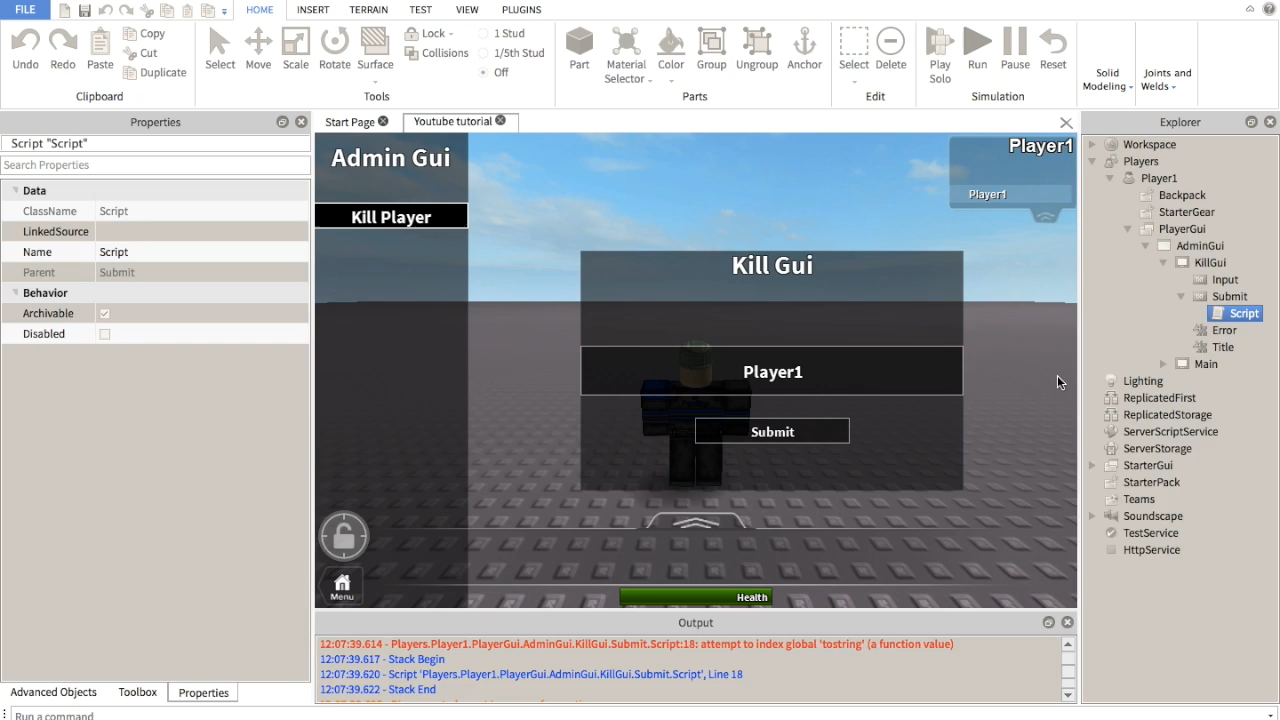 FILE
HOME
INSERT
TERRAIN
TEST
VIEW
PLUGINS
Undo
Redo
Paste
Copy
Cut
Duplicate
Clipboard
Select
Move
Scale
Rotate
Surface
Lock
Collisions
1 Stud
1/5th Stud
Off
Tools
Part
Material
Selector
Color
Group
Ungroup
Anchor
Parts
Select
Delete
Edit
Play
Solo
Run
Pause
Reset
Simulation
Solid
Modeling
Joints and
Welds
Properties
Script "Script"
Search Properties
Data
ClassName Script
LinkedSource
Name Script
Parent Submit
Behavior
Archivable
Disabled
Advanced Objects
Toolbox
Properties
Run a command
Start Page
Youtube tutorial
Admin Gui
Kill Player
Player1
Player1
Kill Gui
Player1
Submit
Menu
Health
Output
12:07:39.614 - Players.Player1.PlayerGui.AdminGui.KillGui.Submit.Script:18: attempt to index global 'tostring' (a function value)
12:07:39.617 - Stack Begin
12:07:39.620 - Script 'Players.Player1.PlayerGui.AdminGui.KillGui.Submit.Script', Line 18
12:07:39.622 - Stack End
Explorer
Workspace
Players
Player1
Backpack
StarterGear
PlayerGui
AdminGui
KillGui
Input
Submit
Script
Error
Title
Main
Lighting
ReplicatedFirst
ReplicatedStorage
ServerScriptService
ServerStorage
StarterGui
StarterPack
Teams
Soundscape
TestService
HttpService